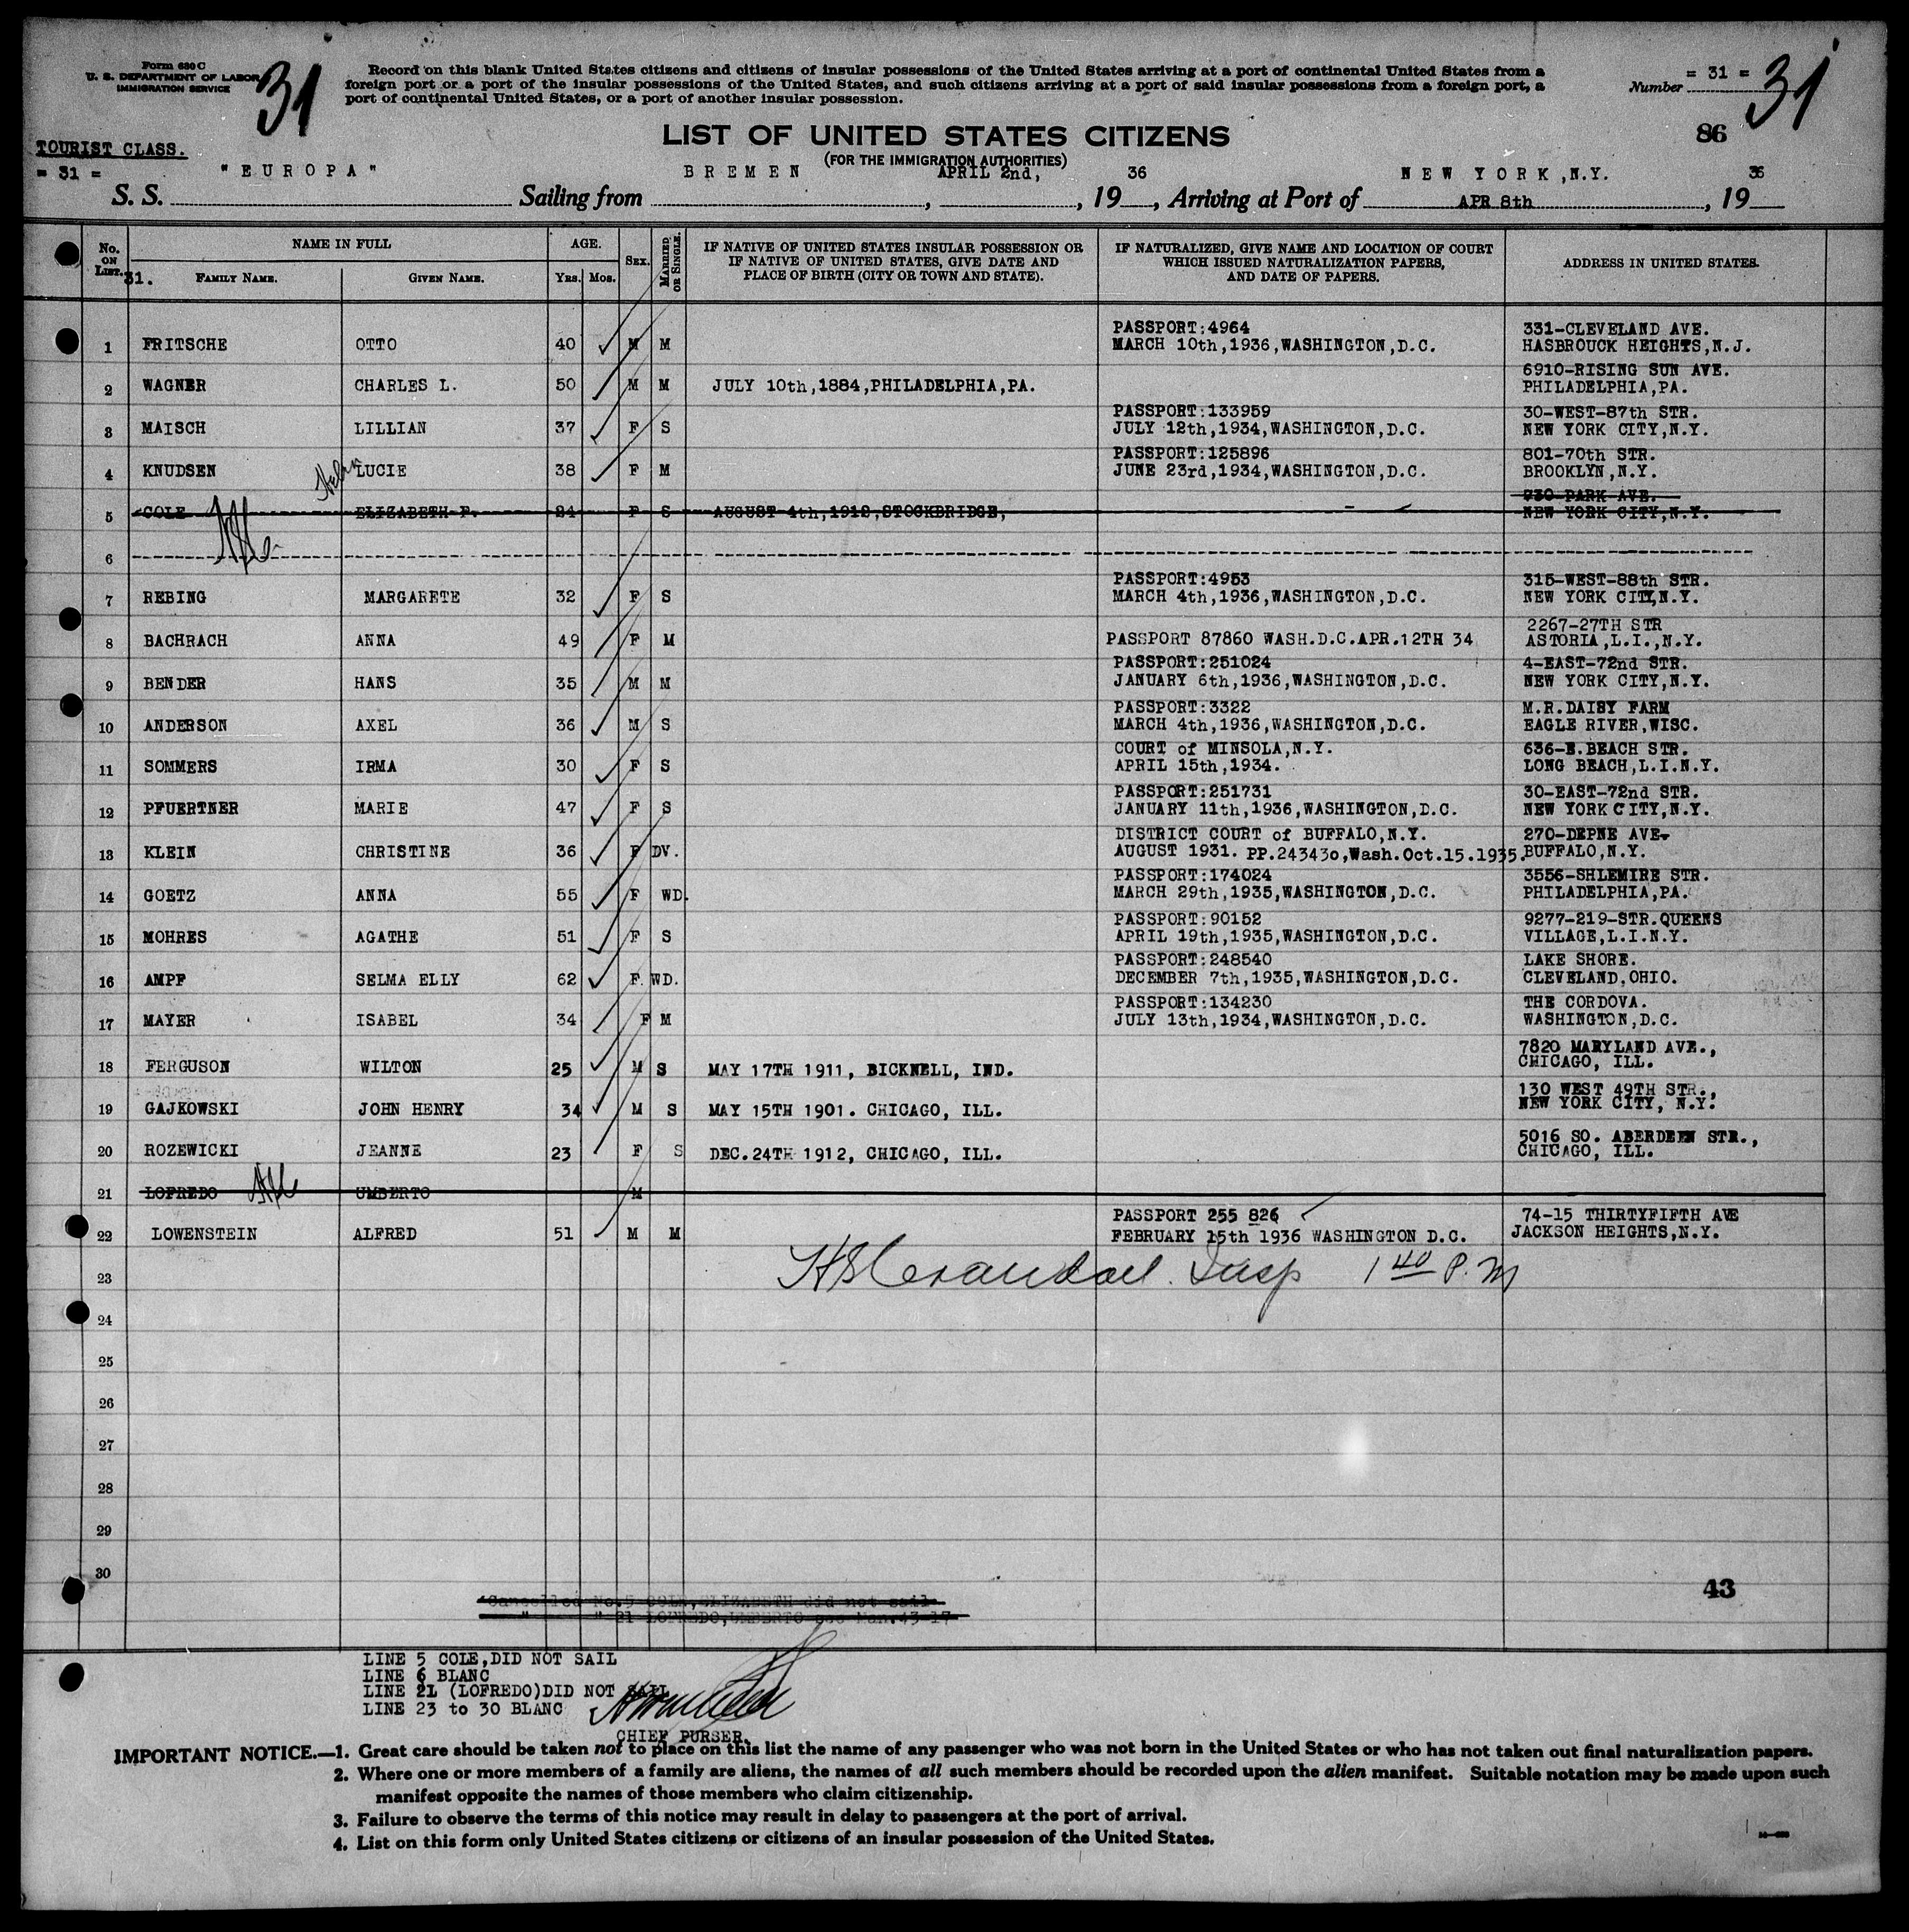 Form 630 C
U. S. DEPARTMENT OF LABOR
IMMIGRATION SERVICE
31
Record on this blank United States citizens and citizens of insular possessions of the United States arriving at a port of continental United States from a
foreign port or a port of the insular possessions of the United States, and such citizens arriving at a port of said insular possessions from a foreign port, a
port of continental United States, or a port of another insular possession.
= 31 =
Number
31
86
LIST OF UNITED STATES CITIZENS
(FOR THE IMMIGRATION AUTHORITIES)
TOURIST CLASS.
= 31 =
S. S. "EUROPA" Sailing from BREMEN, APRIL 2nd, 1936, Arriving at Port of NEW YORK,N.Y. APR 8th, 1936
No. ON LIST. NAME IN FULL AGE. SEX. MARRIED OR SINGLE. IF NATIVE OF UNITED STATES INSULAR POSSESSION OR IF NATIVE OF UNITED STATES, GIVE DATE AND PLACE OF BIRTH (CITY OR TOWN AND STATE). IF NATURALIZED, GIVE NAME AND LOCATION OF COURT WHICH ISSUED NATURALIZATION PAPERS, AND DATE OF PAPERS. ADDRESS IN UNITED STATES.
31. FAMILY NAME. GIVEN NAME. YRS. MOS.
PASSPORT:4964 331-CLEVELAND AVE.
1 FRITSCHE OTTO 40 M M MARCH 10th,1936,WASHINGTON,D.C. HASBROUCK HEIGHTS,N.J.
6910-RISING SUN AVE.
2 WAGNER CHARLES L. 50 M M JULY 10th,1884,PHILADELPHIA,PA. PHILADELPHIA,PA.
PASSPORT:133959 30-WEST-87th STR.
3 MAISCH LILLIAN 37 F S JULY 12th,1934,WASHINGTON,D.C. NEW YORK CITY,N.Y.
PASSPORT:125896 801-70th STR.
4 KNUDSEN Helen LUCIE 38 F M JUNE 23rd,1934,WASHINGTON,D.C. BROOKLYN,N.Y.
930-PARK AVE.
5 COLE ELIZABETH P. 24 F S AUGUST 4th,1912,STOCKBRIDGE, NEW YORK CITY,N.Y.
6
PASSPORT:4953 315-WEST-88th STR.
7 REBING MARGARETE 32 F S MARCH 4th,1936,WASHINGTON,D.C. NEW YORK CITY,N.Y.
2267-27TH STR
8 BACHRACH ANNA 49 F M PASSPORT 87860 WASH.D.C.APR.12TH 34 ASTORIA,L.I.,N.Y.
PASSPORT:251024 4-EAST-72nd STR.
9 BENDER HANS 35 M M JANUARY 6th,1936,WASHINGTON,D.C. NEW YORK CITY,N.Y.
PASSPORT:3322 M.R.DAISY FARM
10 ANDERSON AXEL 36 M S MARCH 4th,1936,WASHINGTON,D.C. EAGLE RIVER,WISC.
COURT of MINSOLA,N.Y. 636-E.BEACH STR.
11 SOMMERS IRMA 30 F S APRIL 15th,1934. LONG BEACH,L.I.N.Y.
PASSPORT:251731 30-EAST-72nd STR.
12 PFUERTNER MARIE 47 F S JANUARY 11th,1936,WASHINGTON,D.C. NEW YORK CITY,N.Y.
DISTRICT COURT of BUFFALO,N.Y. 270-DEPNE AVE.
13 KLEIN CHRISTINE 36 F DV. AUGUST 1931. PP.243430,Wash.Oct.15.1935. BUFFALO,N.Y.
PASSPORT:174024 3556-SHLEMIRE STR.
14 GOETZ ANNA 55 F WD. MARCH 29th,1935,WASHINGTON,D.C. PHILADELPHIA,PA.
PASSPORT:90152 9277-219-STR.QUEENS
15 MOHRES AGATHE 51 F S APRIL 19th,1935,WASHINGTON,D.C. VILLAGE,L.I.N.Y.
PASSPORT:248540 LAKE SHORE.
16 AMPF SELMA ELLY 62 F. WD. DECEMBER 7th,1935,WASHINGTON,D.C. CLEVELAND,OHIO.
PASSPORT:134230 THE CORDOVA.
17 MAYER ISABEL 34 F M JULY 13th,1934,WASHINGTON,D.C. WASHINGTON,D.C.
7820 MARYLAND AVE.,
18 FERGUSON WILTON 25 M S MAY 17TH 1911, BICKNELL, IND. CHICAGO, ILL.
130 WEST 49TH STR.,
19 GAJKOWSKI JOHN HENRY 34 M S MAY 15TH 1901. CHICAGO, ILL. NEW YORK CITY, N.Y.
5016 SO. ABERDEEN STR.,
20 ROZEWICKI JEANNE 23 F S DEC.24TH 1912, CHICAGO, ILL. CHICAGO, ILL.
21 LOFREDO UMBERTO M
PASSPORT 255 826 74-15 THIRTYFIFTH AVE
22 LOWENSTEIN ALFRED 51 M M FEBRUARY 15th 1936 WASHINGTON D.C. JACKSON HEIGHTS,N.Y.
23 HB Crandall. Insp 1 40 P.M
24
25
26
27
28
29
30
43
Cancelled No.5 COLE,ELIZABETH did not sail
" " 21 LOFREDO,UMBERTO see Man.43-17
LINE 5 COLE,DID NOT SAIL
LINE 6 BLANC
LINE 21 (LOFREDO)DID NOT SAIL
LINE 23 to 30 BLANC
CHIEF PURSER.
IMPORTANT NOTICE.—1. Great care should be taken not to place on this list the name of any passenger who was not born in the United States or who has not taken out final naturalization papers.
2. Where one or more members of a family are aliens, the names of all such members should be recorded upon the alien manifest. Suitable notation may be made upon such
manifest opposite the names of those members who claim citizenship.
3. Failure to observe the terms of this notice may result in delay to passengers at the port of arrival.
4. List on this form only United States citizens or citizens of an insular possession of the United States.